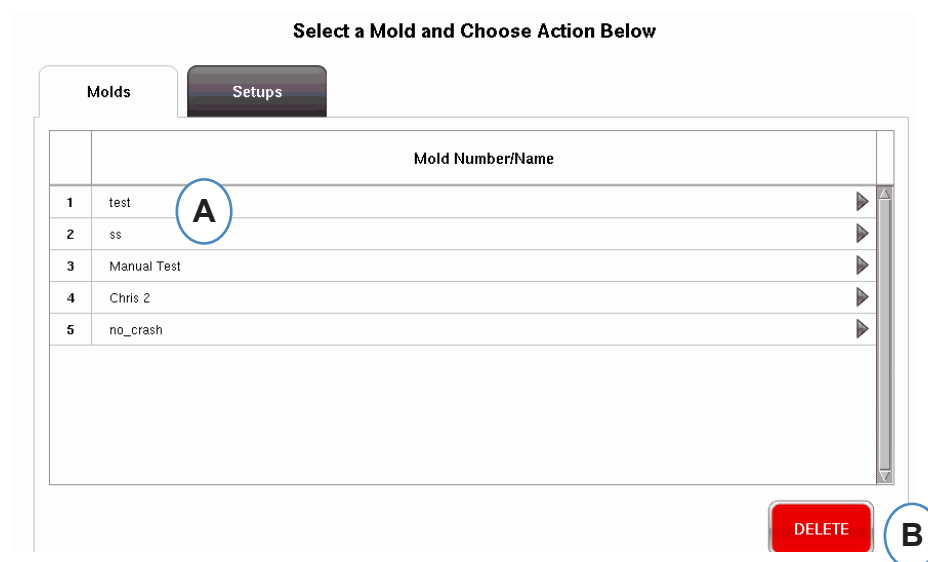 Select a Mold and Choose Action Below
Molds Setups
Mold Number/Name
1 test A
2 ss
3 Manual Test
4 Chris 2
5 no_crash
DELETE B